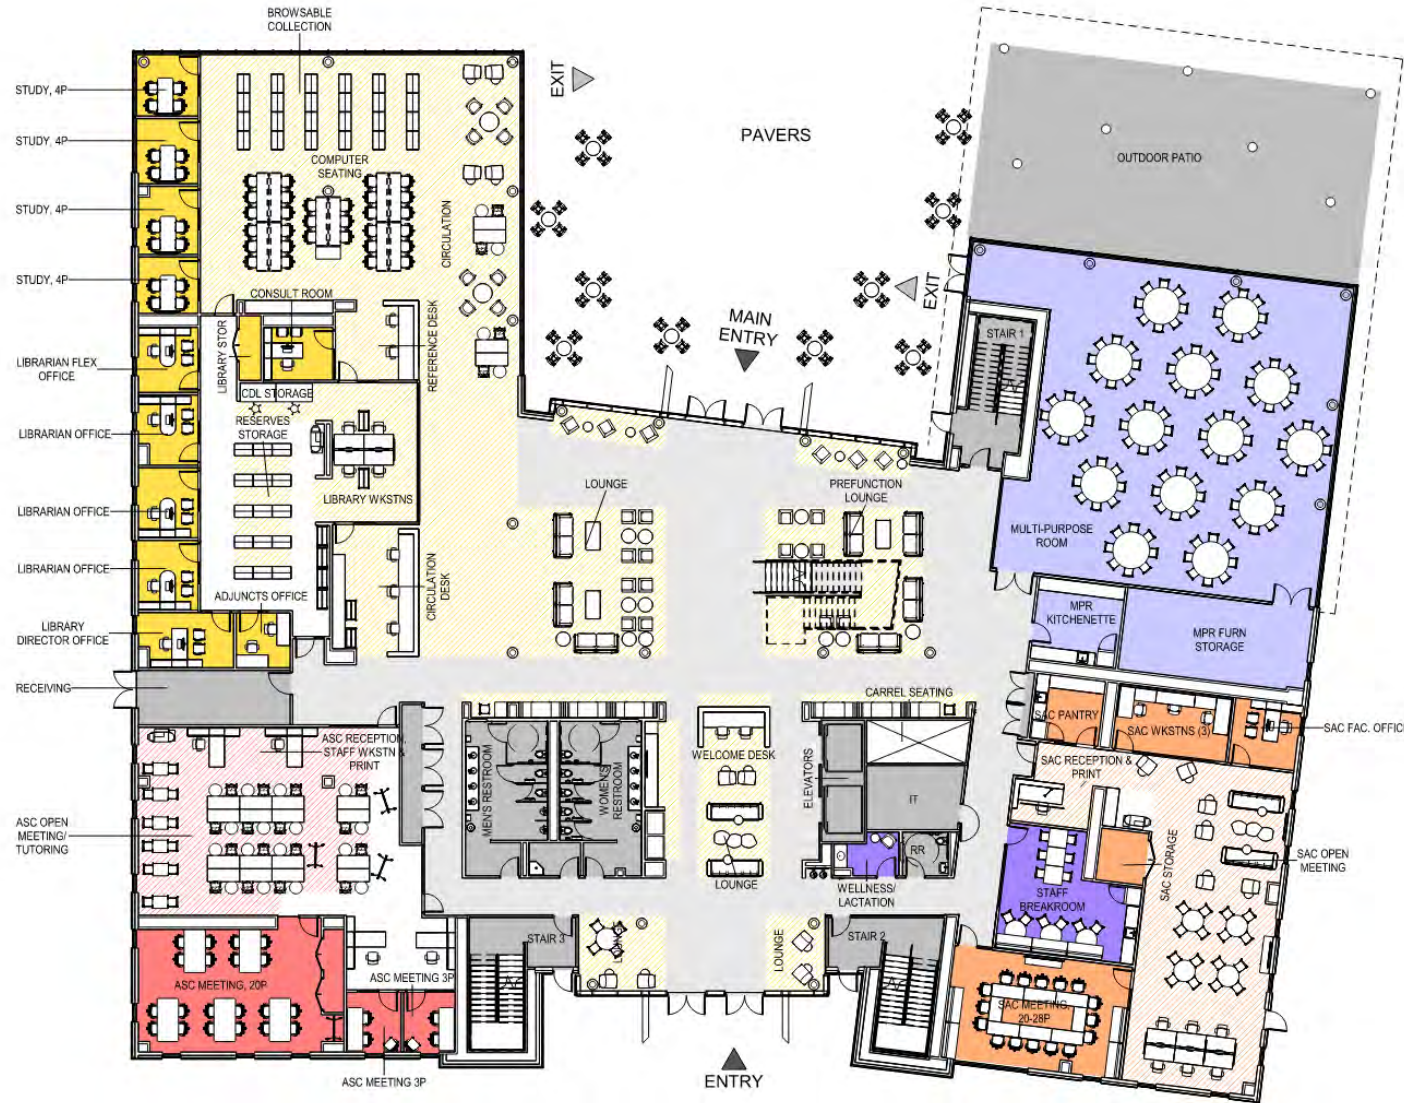 BROWSABLE
COLLECTION
EXIT
STUDY, 4P
PAVERS
STUDY, 4P
COMPUTER
SEATING
OUTDOOR PATIO
STUDY, 4P
CIRCULATION
STUDY, 4P
CONSULT ROOM
EXIT
MAIN
ENTRY
REFERENCE DESK
LIBRARY STOR
STAIR 1
LIBRARIAN FLEX
OFFICE
CDL STORAGE
RESERVES
STORAGE
LIBRARIAN OFFICE
LIBRARY WKSTNS
LOUNGE
PREFUNCTION
LOUNGE
LIBRARIAN OFFICE
MULTI-PURPOSE
ROOM
LIBRARIAN OFFICE
CIRCULATION
DESK
ADJUNCTS OFFICE
LIBRARY
DIRECTOR OFFICE
MPR
KITCHENETTE
MPR FURN
STORAGE
RECEIVING
CARREL SEATING
SAC PANTRY
SAC WKSTNS (3)
SAC FAC. OFFICE
ASC RECEPTION,
STAFF WKSTN &
PRINT
WELCOME DESK
SAC RECEPTION &
PRINT
MEN'S RESTROOM
WOMEN'S
RESTROOM
ELEVATORS
IT
ASC OPEN
MEETING/
TUTORING
RR
SAC STORAGE
SAC OPEN
MEETING
LOUNGE
WELLNESS/
LACTATION
STAFF
BREAKROOM
STAIR 3
LOUNGE
LOUNGE
STAIR 2
ASC MEETING, 20P
ASC MEETING 3P
SAC MEETING,
20-28P
ASC MEETING 3P
ENTRY